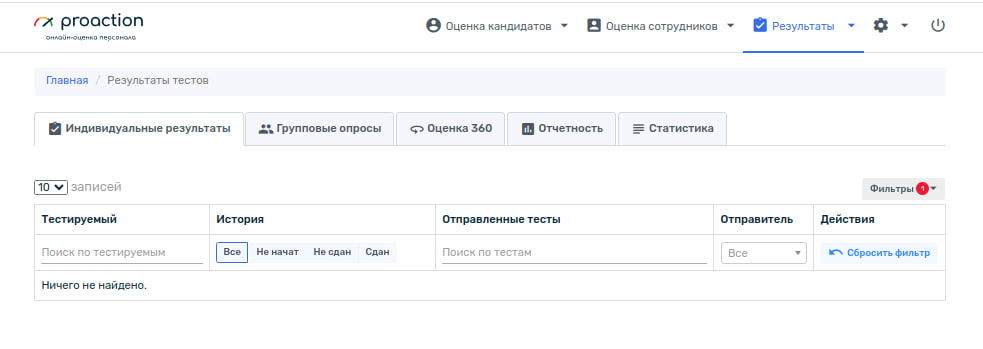 proaction
онлайн-оценка персонала
Оценка кандидатов
Оценка сотрудников
Результаты
Главная / Результаты тестов
Индивидуальные результаты
Групповые опросы
Оценка 360
Отчетность
Статистика
10 записей
Фильтры 1
Тестируемый История Отправленные тесты Отправитель Действия
Поиск по тестируемым Все Не начат Не сдан Сдан Поиск по тестам Все Сбросить фильтр
Ничего не найдено.